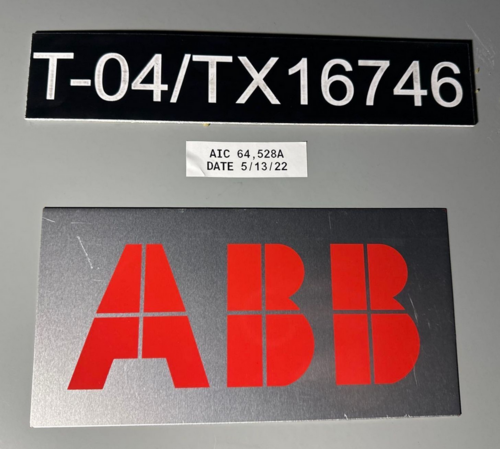 T-04/TX16746
AIC 64,528A
DATE 5/13/22
ABB